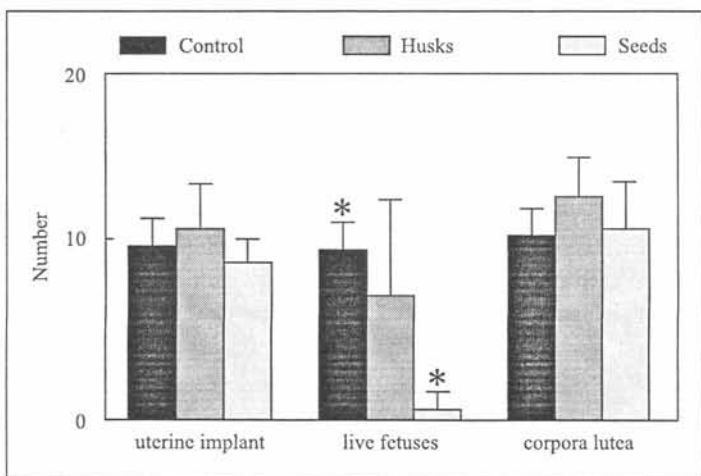 Control Husks Seeds
20
10
0
Number
* *
uterine implant live fetuses corpora lutea